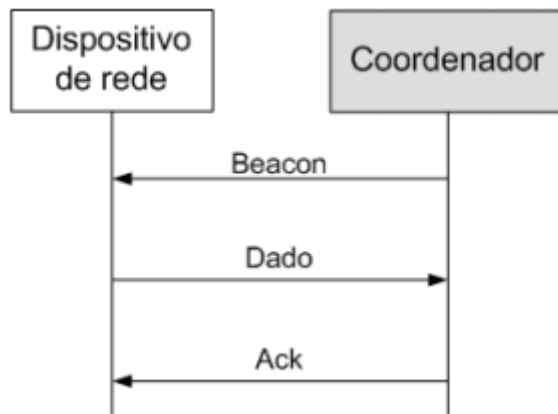 Dispositivo
de rede
Coordenador
Beacon
Dado
Ack